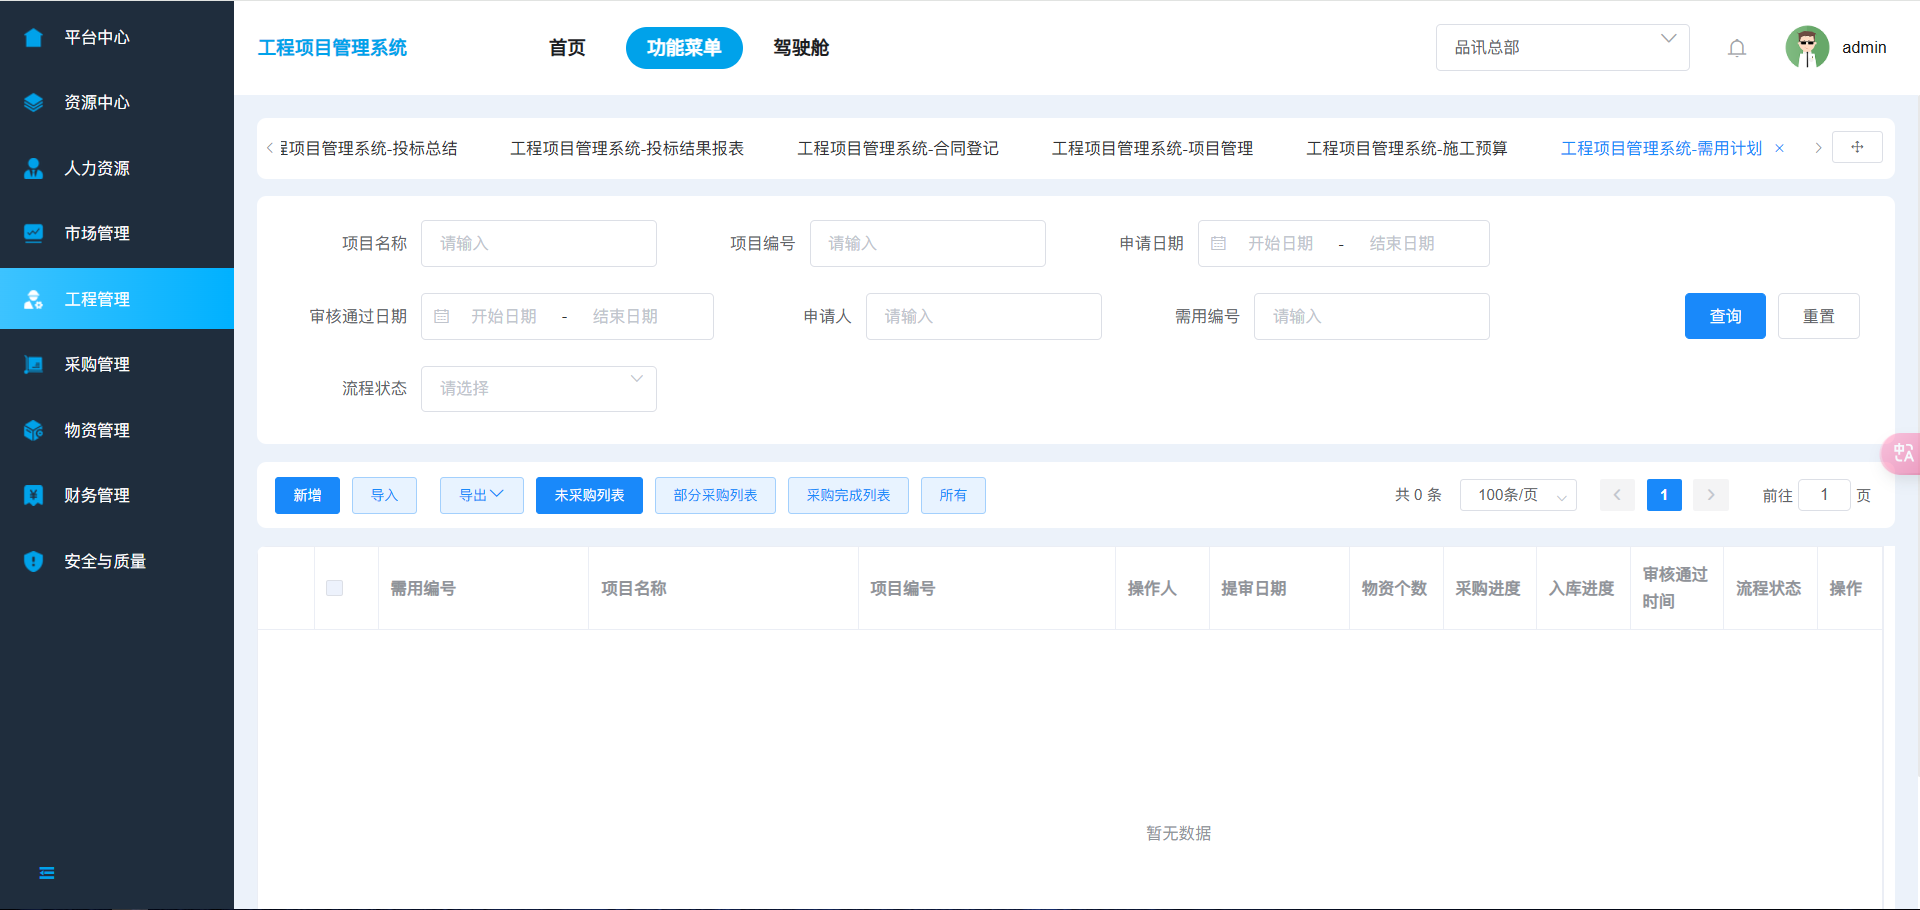 平台中心
资源中心
人力资源
市场管理
工程管理
采购管理
物资管理
财务管理
安全与质量
工程项目管理系统
首页
功能菜单
驾驶舱
品讯总部
admin
项目管理系统-投标总结
工程项目管理系统-投标结果报表
工程项目管理系统-合同登记
工程项目管理系统-项目管理
工程项目管理系统-施工预算
工程项目管理系统-需用计划
项目名称 请输入
项目编号 请输入
申请日期 开始日期 - 结束日期
审核通过日期 开始日期 - 结束日期
申请人 请输入
需用编号 请输入
查询
重置
流程状态 请选择
新增
导入
导出
未采购列表
部分采购列表
采购完成列表
所有
共 0 条
100条/页
1
前往 1 页
需用编号
项目名称
项目编号
操作人
提审日期
物资个数
采购进度
入库进度
审核通过
时间
流程状态
操作
暂无数据